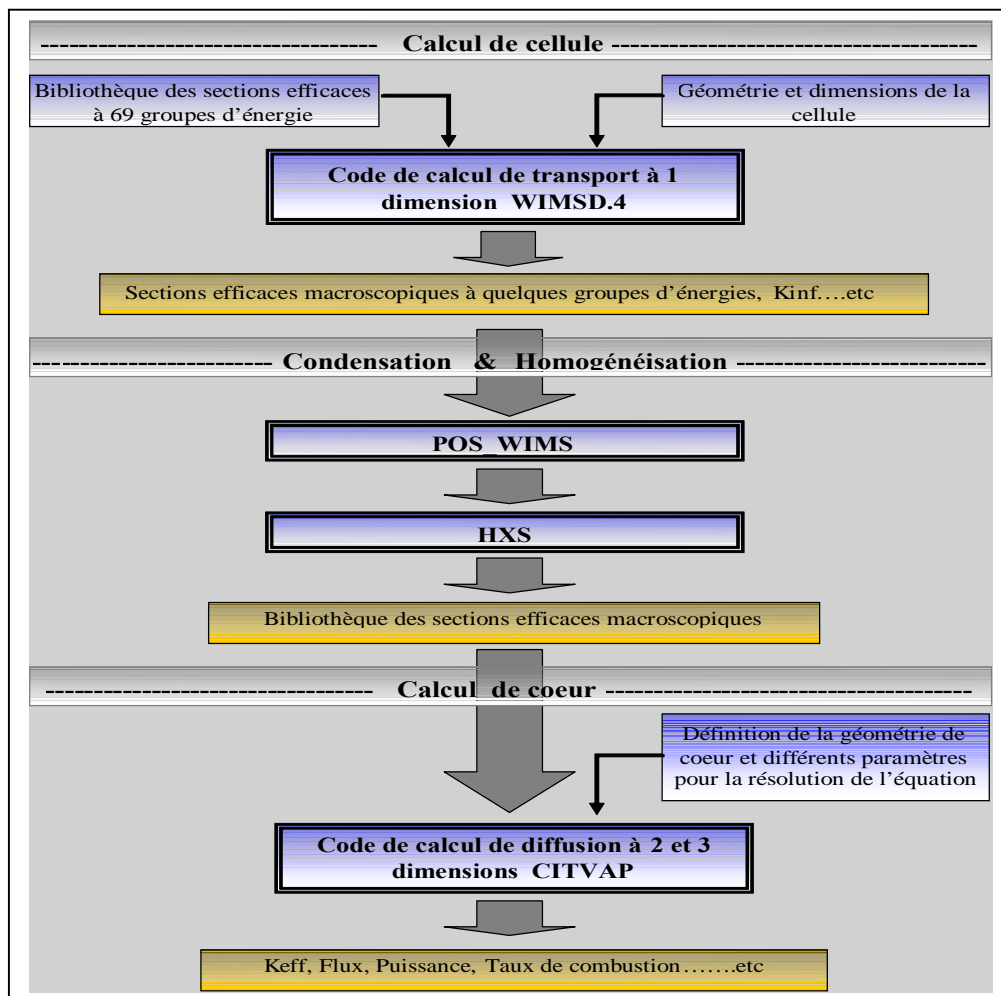 Calcul de cellule
Bibliothèque des sections efficaces
à 69 groupes d'énergie
Géométrie et dimensions de la
cellule
Code de calcul de transport à 1
dimension WIMSD.4
Sections efficaces macroscopiques à quelques groupes d'énergies, Kinf….etc
Condensation & Homogénéisation
POS_WIMS
HXS
Bibliothèque des sections efficaces macroscopiques
Calcul de coeur
Définition de la géométrie de
coeur et différents paramètres
pour la résolution de l'équation
Code de calcul de diffusion à 2 et 3
dimensions CITVAP
Keff, Flux, Puissance, Taux de combustion…….etc